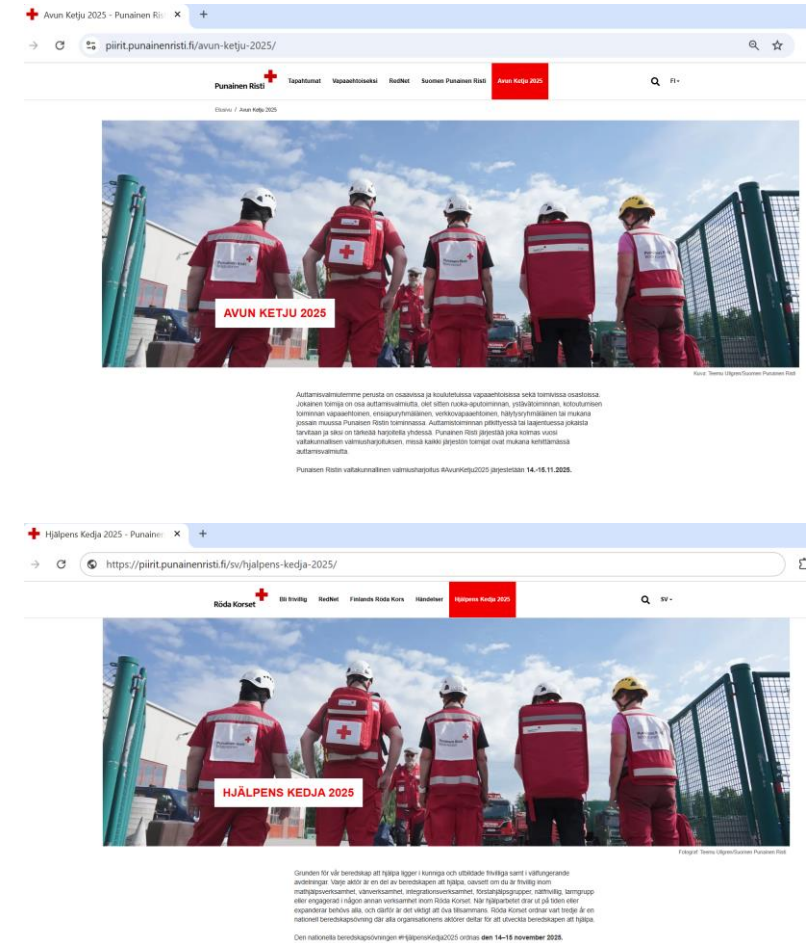 Avun Ketju 2025 - Punainen Ris
piirit.punainenristi.fi/avun-ketju-2025/
Punainen Risti Tapahtumat Vapaaehtoiseksi RedNet Suomen Punainen Risti Avun Ketju 2025 FI
Etusivu / Avun Ketju 2025
AVUN KETJU 2025
Kuva: Teemu Ullgren/Suomen Punainen Risti
Auttamisvalmiutemme perusta on osaavissa ja koulutetuissa vapaaehtoisissa sekä toimivissa osastoissa.
Jokainen toimija on osa auttamisvalmiutta, olet sitten ruoka-aputoiminnan, ystävätoiminnan, kotoutumisen
toiminnan vapaaehtoinen, ensiapuryhmäläinen, verkkovapaaehtoinen, hälytysryhmäläinen tai mukana
jossain muussa Punaisen Ristin toiminnassa. Auttamistoiminnan pitkittyessä tai laajentuessa jokaista
tarvitaan ja siksi on tärkeää harjoitella yhdessä. Punainen Risti järjestää joka kolmas vuosi
valtakunnallisen valmiusharjoituksen, missä kaikki järjestön toimijat ovat mukana kehittämässä
auttamisvalmiutta.
Punaisen Ristin valtakunnallinen valmiusharjoitus #AvunKetju2025 järjestetään 14.-15.11.2025.
Hjälpens Kedja 2025 - Punaine
https://piirit.punainenristi.fi/sv/hjalpens-kedja-2025/
Röda Korset Bli frivillig RedNet Finlands Röda Kors Händelser Hjälpens Kedja 2025 SV
HJÄLPENS KEDJA 2025
Fotograf: Teemu Ullgren/Suomen Punainen Risti
Grunden för vår beredskap att hjälpa ligger i kunniga och utbildade frivilliga samt i välfungerande
avdelningar. Varje aktör är en del av beredskapen att hjälpa, oavsett om du är frivillig inom
mathjälpsverksamhet, vänverksamhet, integrationsverksamhet, förstahjälpsgrupper, nätfrivillig, larmgrupp
eller engagerad i någon annan verksamhet inom Röda Korset. När hjälparbetet drar ut på tiden eller
expanderar behövs alla, och därför är det viktigt att öva tillsammans. Röda Korset ordnar vart tredje år en
nationell beredskapsövning där alla organisationens aktörer deltar för att utveckla beredskapen att hjälpa.
Den nationella beredskapsövningen #HjälpensKedja2025 ordnas den 14–15 november 2025.